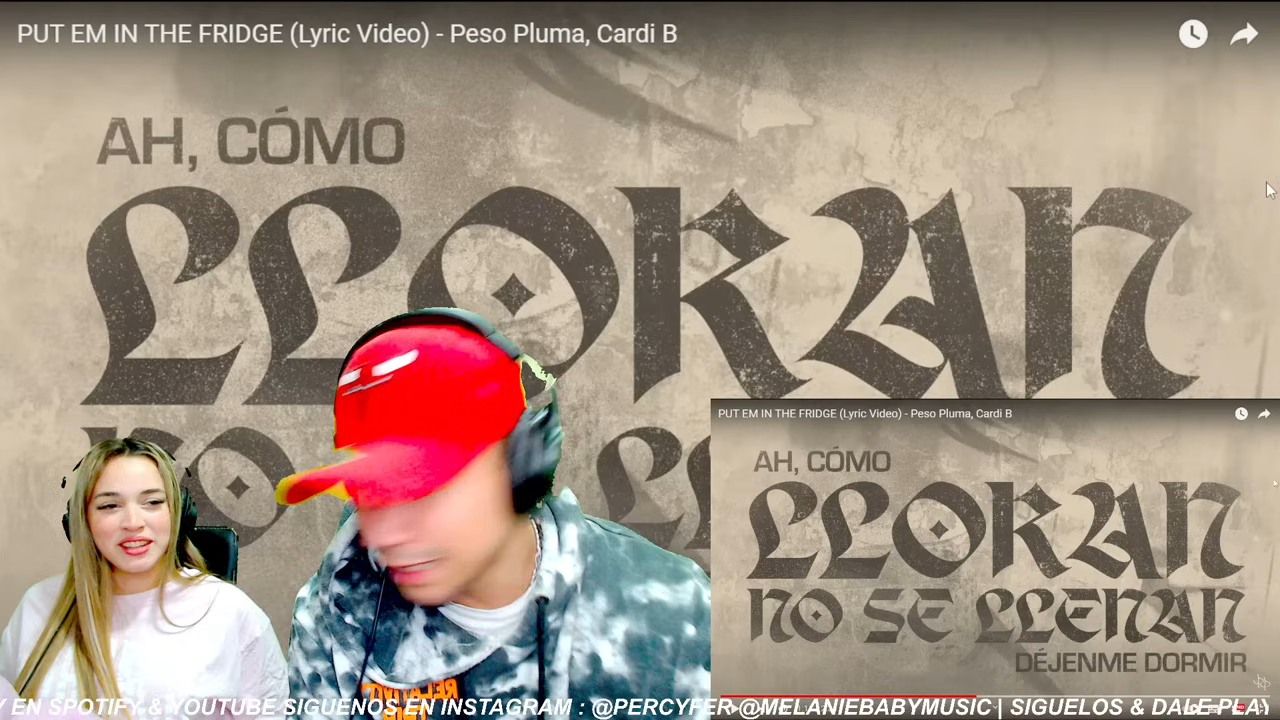 PUT EM IN THE FRIDGE (Lyric Video) - Peso Pluma, Cardi B
AH, CÓMO
LLORAN
NO
LL
PUT EM IN THE FRIDGE (Lyric Video) - Peso Pluma, Cardi B
AH, CÓMO
LLORAN
NO SE LLENAN
DÉJENME DORMIR
Y EN SPOTIFY & YOUTUBE SIGUENOS EN INSTAGRAM : @PERCYFER @MELANIEBABYMUSIC | SIGUELOS & DALE PLAY